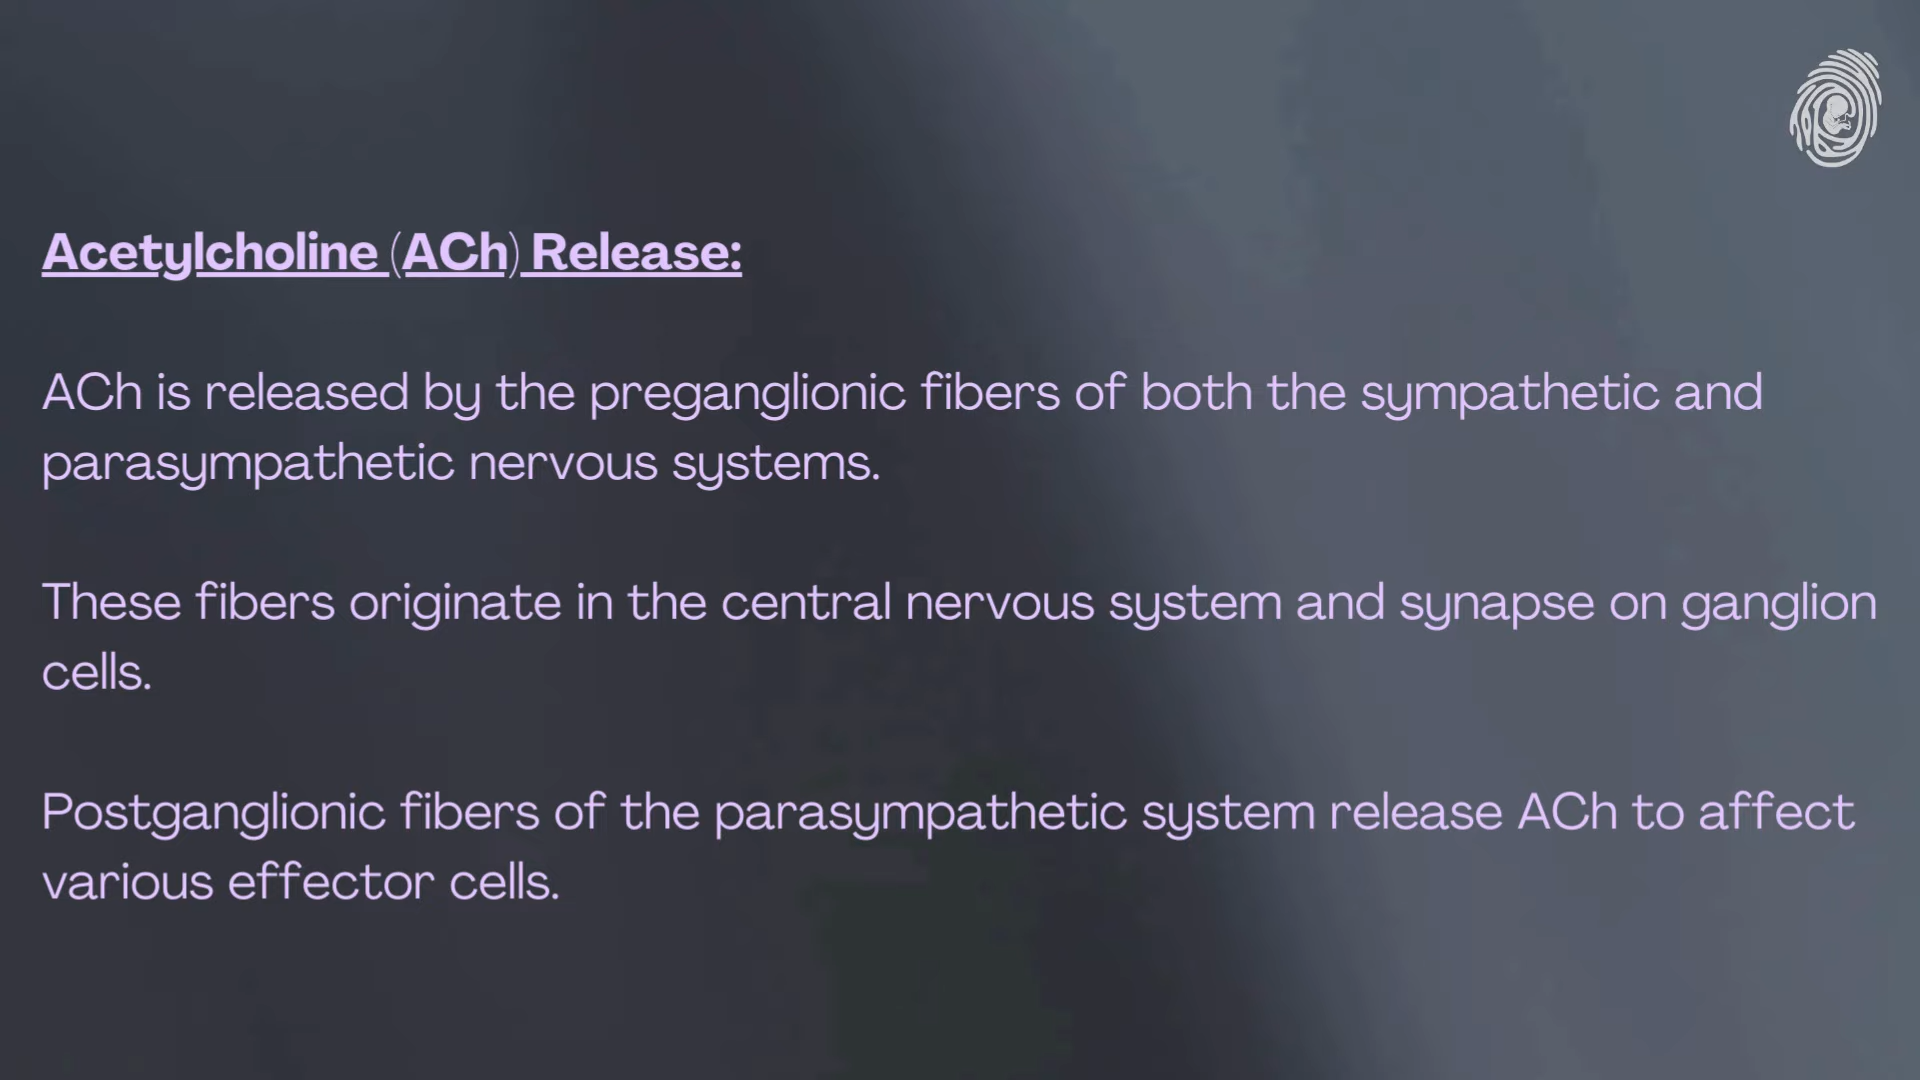 Acetylcholine (ACh) Release:
ACh is released by the preganglionic fibers of both the sympathetic and
parasympathetic nervous systems.
These fibers originate in the central nervous system and synapse on ganglion
cells.
Postganglionic fibers of the parasympathetic system release ACh to affect
various effector cells.